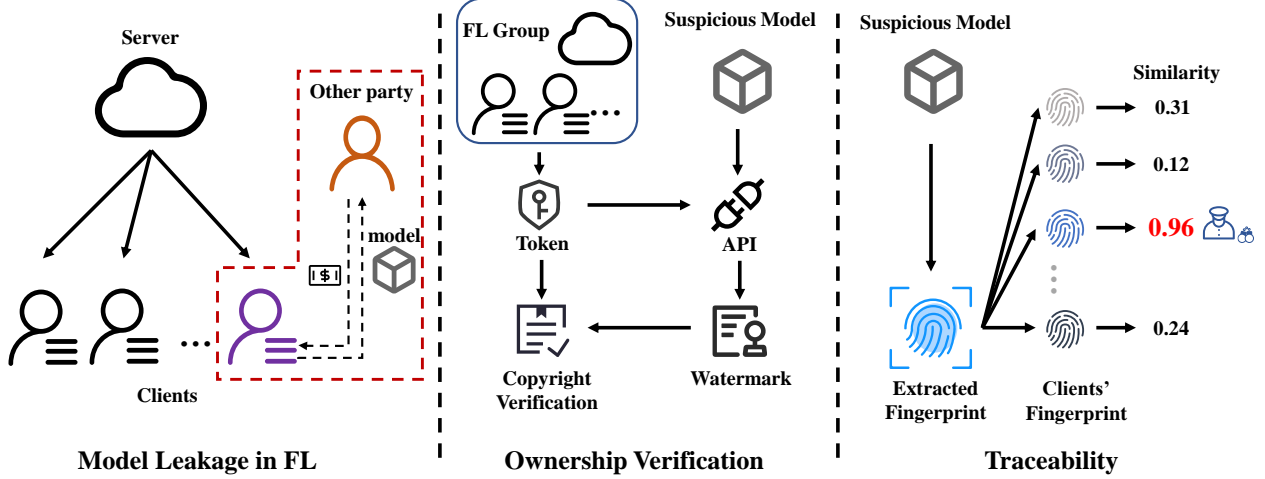 Server
Other party
model
|$|
...
Clients
Model Leakage in FL
FL Group
...
Suspicious Model
Token
API
Copyright
Verification
Watermark
Ownership Verification
Suspicious Model
Similarity
0.31
0.12
0.96
0.24
Extracted
Fingerprint
Clients’
Fingerprint
Traceability